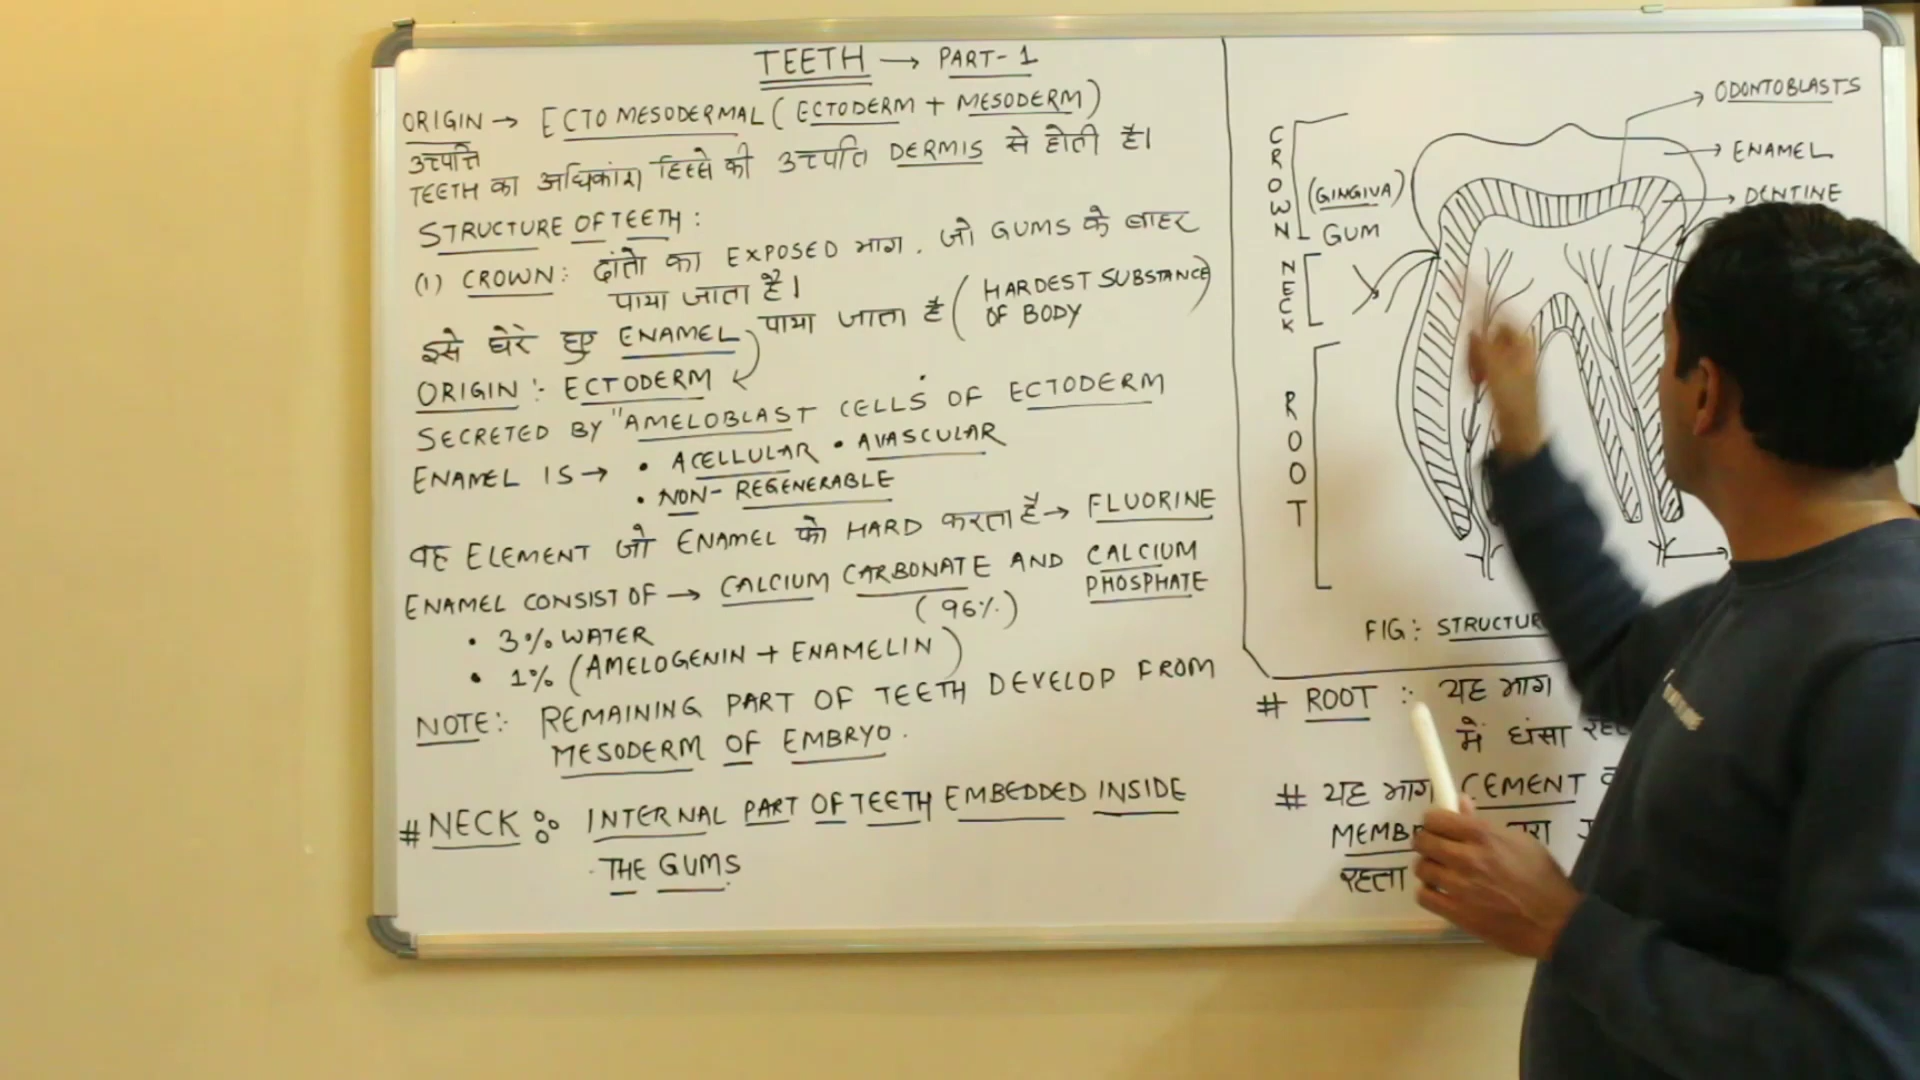 TEETH → PART-1
ORIGIN → ECTOMESODERMAL (ECTODERM + MESODERM)
उत्पत्ति
TEETH का अधिकांश हिस्से की उत्पति DERMIS से होती है।
STRUCTURE OF TEETH:
(1) CROWN: दांतो का EXPOSED भाग, जो GUMS के बाहर
पाया जाता है।
इसे घेरे हुए ENAMEL पाया जाता है (HARDEST SUBSTANCE
OF BODY
ORIGIN:- ECTODERM
SECRETED BY "AMELOBLAST CELLS OF ECTODERM
ENAMEL IS → • ACELLULAR • AVASCULAR
• NON-REGENERABLE
वह ELEMENT जो ENAMEL को HARD करता है → FLUORINE
ENAMEL CONSIST OF → CALCIUM CARBONATE AND CALCIUM
PHOSPHATE
(96%)
• 3% WATER
• 1% (AMELOGENIN + ENAMELIN)
NOTE:- REMAINING PART OF TEETH DEVELOP FROM
MESODERM OF EMBRYO.
# NECK : INTERNAL PART OF TEETH EMBEDDED INSIDE
THE GUMS
ODONTOBLASTS
ENAMEL
DENTINE
CROWN
(GINGIVA)
GUM
NECK
ROOT
FIG:- STRUCTUR
# ROOT :- यह भाग
में धंसा
# यह भाग CEMENT
MEMB
रहता